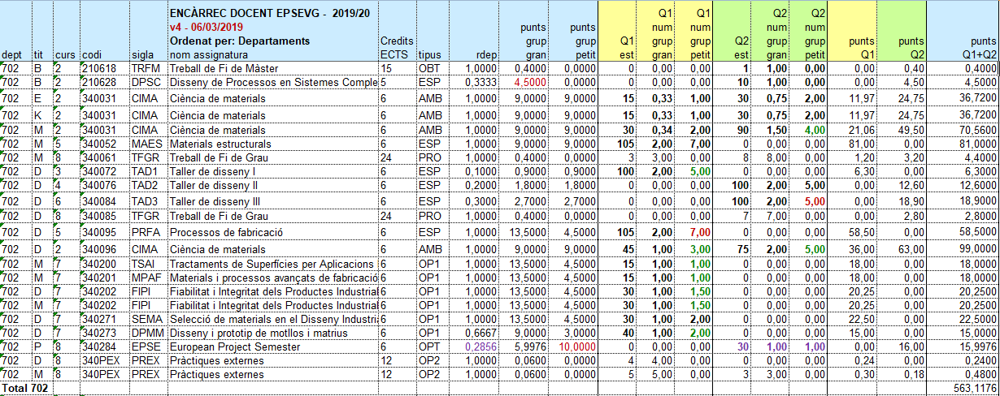 ENCÀRREC DOCENT EPSEVG - 2019/20
v4 - 06/03/2019
Ordenat per: Departaments
dept tit curs codi sigla nom assignatura Credits ECTS tipus rdep punts grup gran punts grup petit Q1 est Q1 num grup gran Q1 num grup petit Q2 est Q2 num grup gran Q2 num grup petit punts Q1 punts Q2 punts Q1+Q2
702 B 2 210618 TRFM Treball de Fi de Màster 15 OBT 1,0000 0,4000 0,0000 0 0,00 0,00 1 1,00 0,00 0,00 0,40 0,4000
702 B 2 210628 DPSC Disseny de Processos en Sistemes Comple 5 ESP 0,3333 4,5000 0,0000 0 0,00 0,00 10 1,00 0,00 0,00 4,50 4,5000
702 E 2 340031 CIMA Ciència de materials 6 AMB 1,0000 9,0000 9,0000 15 0,33 1,00 30 0,75 2,00 11,97 24,75 36,7200
702 K 2 340031 CIMA Ciència de materials 6 AMB 1,0000 9,0000 9,0000 15 0,33 1,00 30 0,75 2,00 11,97 24,75 36,7200
702 M 2 340031 CIMA Ciència de materials 6 AMB 1,0000 9,0000 9,0000 30 0,34 2,00 90 1,50 4,00 21,06 49,50 70,5600
702 M 5 340052 MAES Materials estructurals 6 ESP 1,0000 9,0000 9,0000 105 2,00 7,00 0 0,00 0,00 81,00 0,00 81,0000
702 M 8 340061 TFGR Treball de Fi de Grau 24 PRO 1,0000 0,4000 0,0000 3 3,00 0,00 8 8,00 0,00 1,20 3,20 4,4000
702 D 3 340072 TAD1 Taller de disseny I 6 ESP 0,1000 0,9000 0,9000 100 2,00 5,00 0 0,00 0,00 6,30 0,00 6,3000
702 D 4 340076 TAD2 Taller de disseny II 6 ESP 0,2000 1,8000 1,8000 0 0,00 0,00 100 2,00 5,00 0,00 12,60 12,6000
702 D 6 340084 TAD3 Taller de disseny III 6 ESP 0,3000 2,7000 2,7000 0 0,00 0,00 100 2,00 5,00 0,00 18,90 18,9000
702 D 8 340085 TFGR Treball de Fi de Grau 24 PRO 1,0000 0,4000 0,0000 0 0,00 0,00 7 7,00 0,00 0,00 2,80 2,8000
702 D 5 340095 PRFA Processos de fabricació 6 ESP 1,0000 13,5000 4,5000 105 2,00 7,00 0 0,00 0,00 58,50 0,00 58,5000
702 D 2 340096 CIMA Ciència de materials 6 AMB 1,0000 9,0000 9,0000 45 1,00 3,00 75 2,00 5,00 36,00 63,00 99,0000
702 M 7 340200 TSAI Tractaments de Superfícies per Aplicacions 6 OP1 1,0000 13,5000 4,5000 15 1,00 1,00 0 0,00 0,00 18,00 0,00 18,0000
702 M 7 340201 MPAF Materials i processos avançats de fabricació 6 OP1 1,0000 13,5000 4,5000 15 1,00 1,00 0 0,00 0,00 18,00 0,00 18,0000
702 D 7 340202 FIPI Fiabilitat i Integritat dels Productes Industrial 6 OP1 1,0000 13,5000 4,5000 30 1,00 1,50 0 0,00 0,00 20,25 0,00 20,2500
702 M 7 340202 FIPI Fiabilitat i Integritat dels Productes Industrial 6 OP1 1,0000 13,5000 4,5000 30 1,00 1,50 0 0,00 0,00 20,25 0,00 20,2500
702 D 7 340271 SEMA Selecció de materials en el Disseny Industria 6 OP1 1,0000 13,5000 4,5000 30 1,00 2,00 0 0,00 0,00 22,50 0,00 22,5000
702 D 7 340273 DPMM Disseny i prototip de motllos i matrius 6 OP1 0,6667 9,0000 3,0000 40 1,00 2,00 0 0,00 0,00 15,00 0,00 15,0000
702 P 8 340284 EPSE European Project Semester 6 OPT 0,2856 5,9976 10,0000 0 0,00 0,00 30 1,00 1,00 0,00 16,00 15,9976
702 D 8 340PEX PREX Pràctiques externes 12 OP2 1,0000 0,0600 0,0000 4 4,00 0,00 0 0,00 0,00 0,24 0,00 0,2400
702 M 8 340PEX PREX Pràctiques externes 12 OP2 1,0000 0,0600 0,0000 5 5,00 0,00 3 3,00 0,00 0,30 0,18 0,4800
Total 702 563,1176